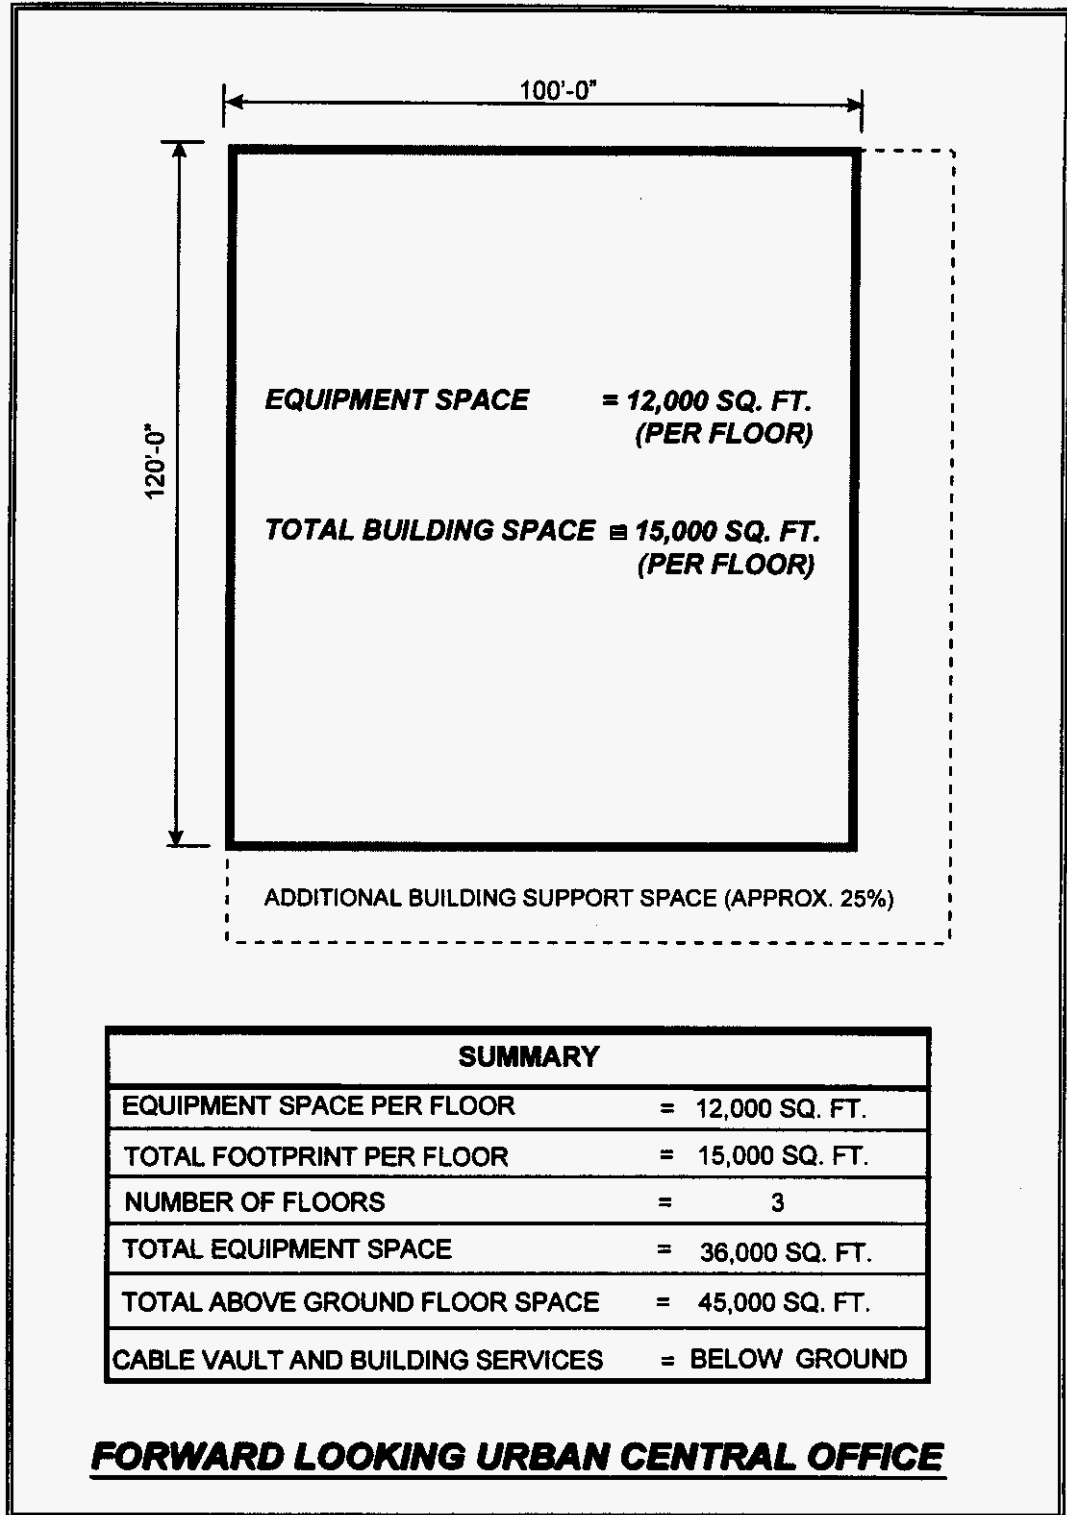 100'-0"
120'-0"
EQUIPMENT SPACE = 12,000 SQ. FT.
(PER FLOOR)
TOTAL BUILDING SPACE ≅ 15,000 SQ. FT.
(PER FLOOR)
ADDITIONAL BUILDING SUPPORT SPACE (APPROX. 25%)
SUMMARY
EQUIPMENT SPACE PER FLOOR = 12,000 SQ. FT.
TOTAL FOOTPRINT PER FLOOR = 15,000 SQ. FT.
NUMBER OF FLOORS = 3
TOTAL EQUIPMENT SPACE = 36,000 SQ. FT.
TOTAL ABOVE GROUND FLOOR SPACE = 45,000 SQ. FT.
CABLE VAULT AND BUILDING SERVICES = BELOW GROUND
FORWARD LOOKING URBAN CENTRAL OFFICE